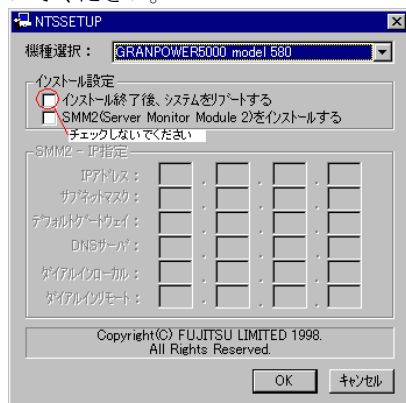 NTSSETUP
機種選択： GRANPOWER5000 model 580
インストール設定
インストール終了後、システムをリブートする
SMM2(Server Monitor Module 2)をインストールする
チェックしないでください
SMM2 - IP指定
IPアドレス：
サブネットマスク：
デフォルトゲートウェイ：
DNSサーバ：
ダイアルインローカル：
ダイアルインリモート：
Copyright(C) FUJITSU LIMITED 1998.
All Rights Reserved.
OK キャンセル